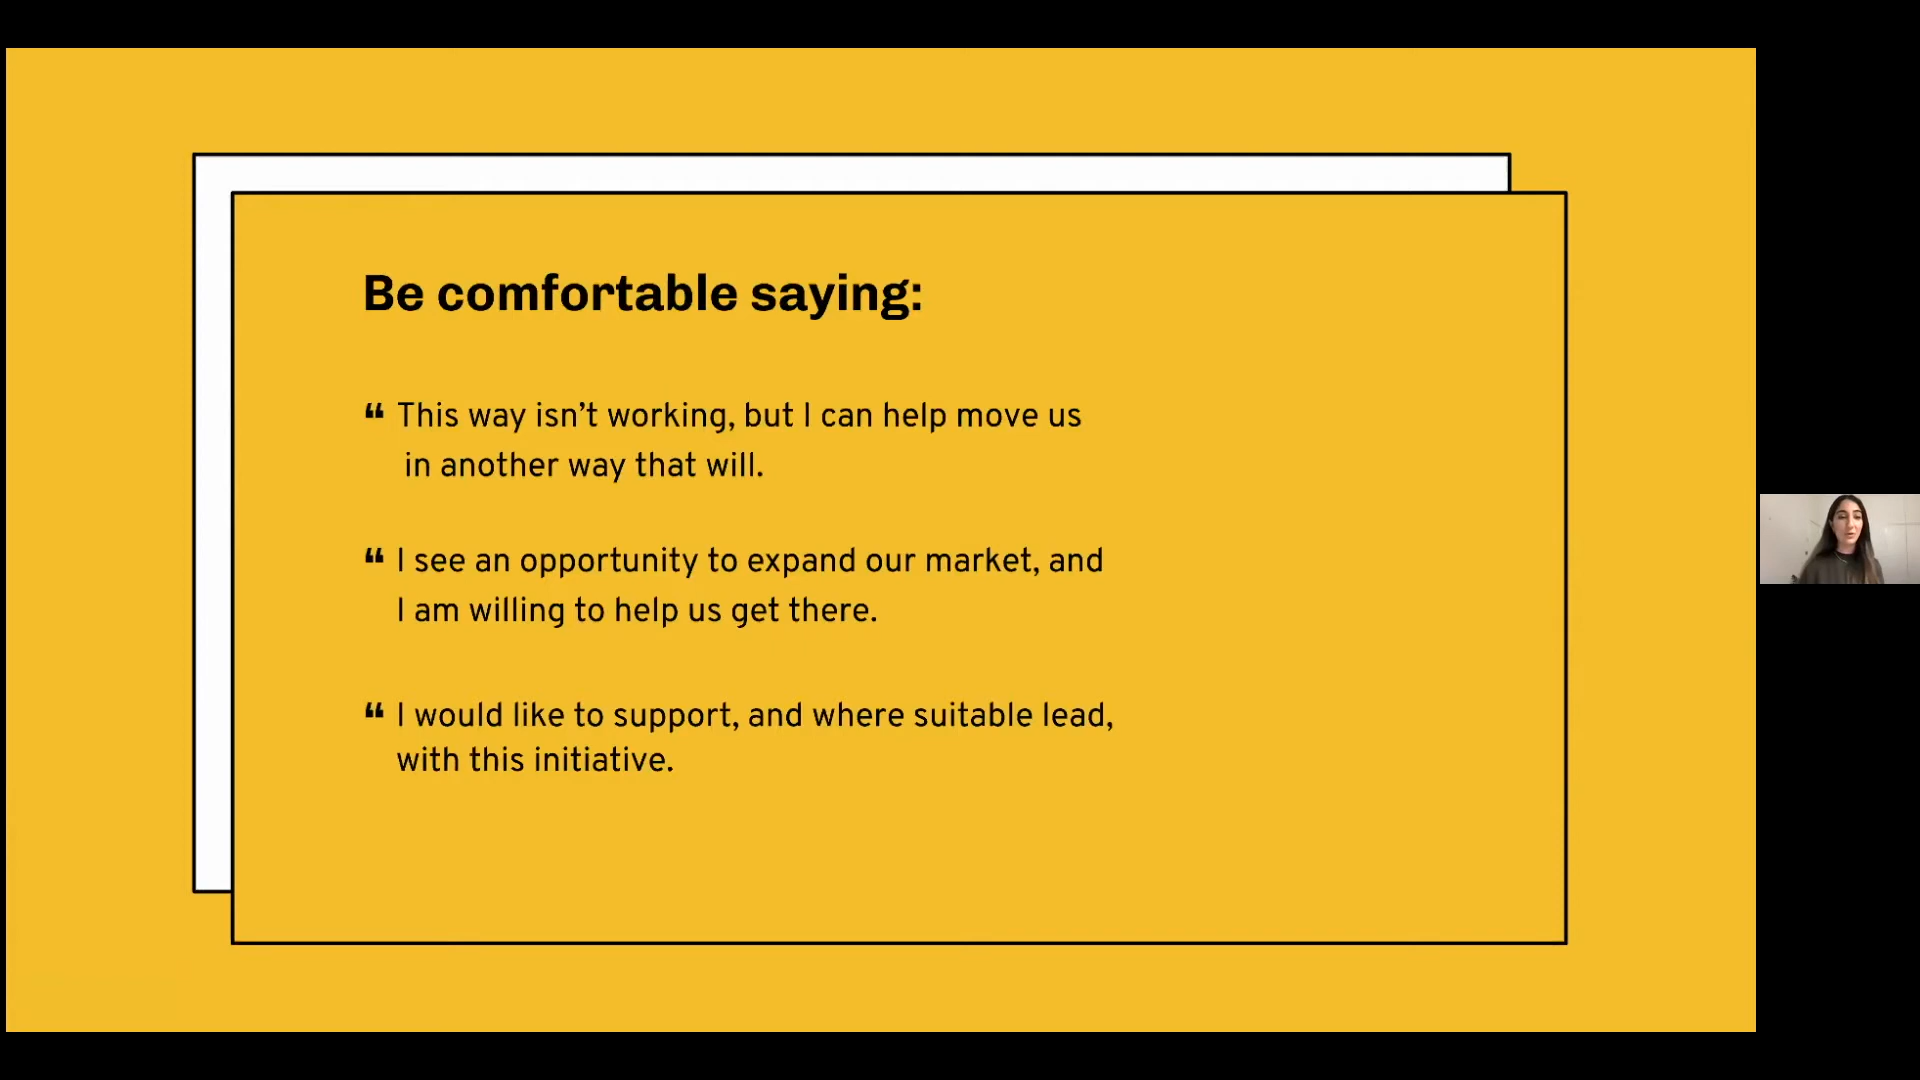 Be comfortable saying:
❝ This way isn’t working, but I can help move us
in another way that will.
❝ I see an opportunity to expand our market, and
I am willing to help us get there.
❝ I would like to support, and where suitable lead,
with this initiative.